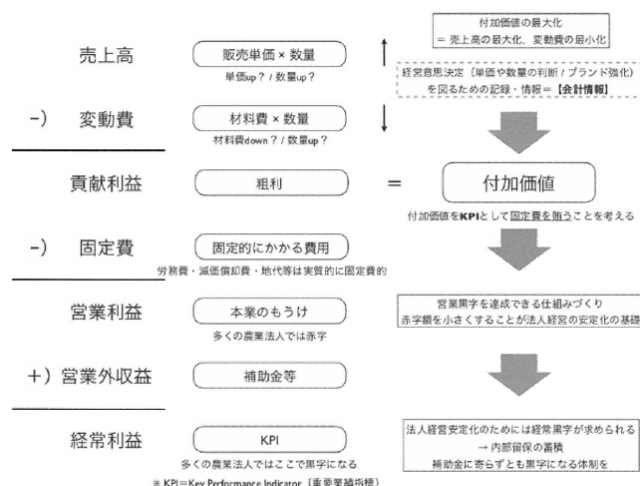 付加価値の最大化
= 売上高の最大化、変動費の最小化
売上高
販売単価 × 数量
単価up？ / 数量up？
経営意思決定（単価や数量の判断 / ブランド強化）
を図るための記録・情報＝【会計情報】
−）
変動費
材料費 × 数量
材料費down？ / 数量up？
貢献利益
粗利
=
付加価値
付加価値をKPIとして固定費を賄うことを考える
−）
固定費
固定的にかかる費用
労務費・減価償却費・地代等は実質的に固定費的
営業利益
本業のもうけ
多くの農業法人では赤字
営業黒字を達成できる仕組みづくり
赤字額を小さくすることが法人経営の安定化の基礎
+）
営業外収益
補助金等
経常利益
KPI
多くの農業法人ではここで黒字になる
※ KPI＝Key Performance Indicator（重要業績指標）
法人経営安定化のためには経常黒字が求められる
→ 内部留保の蓄積
補助金に寄らずとも黒字になる体制を